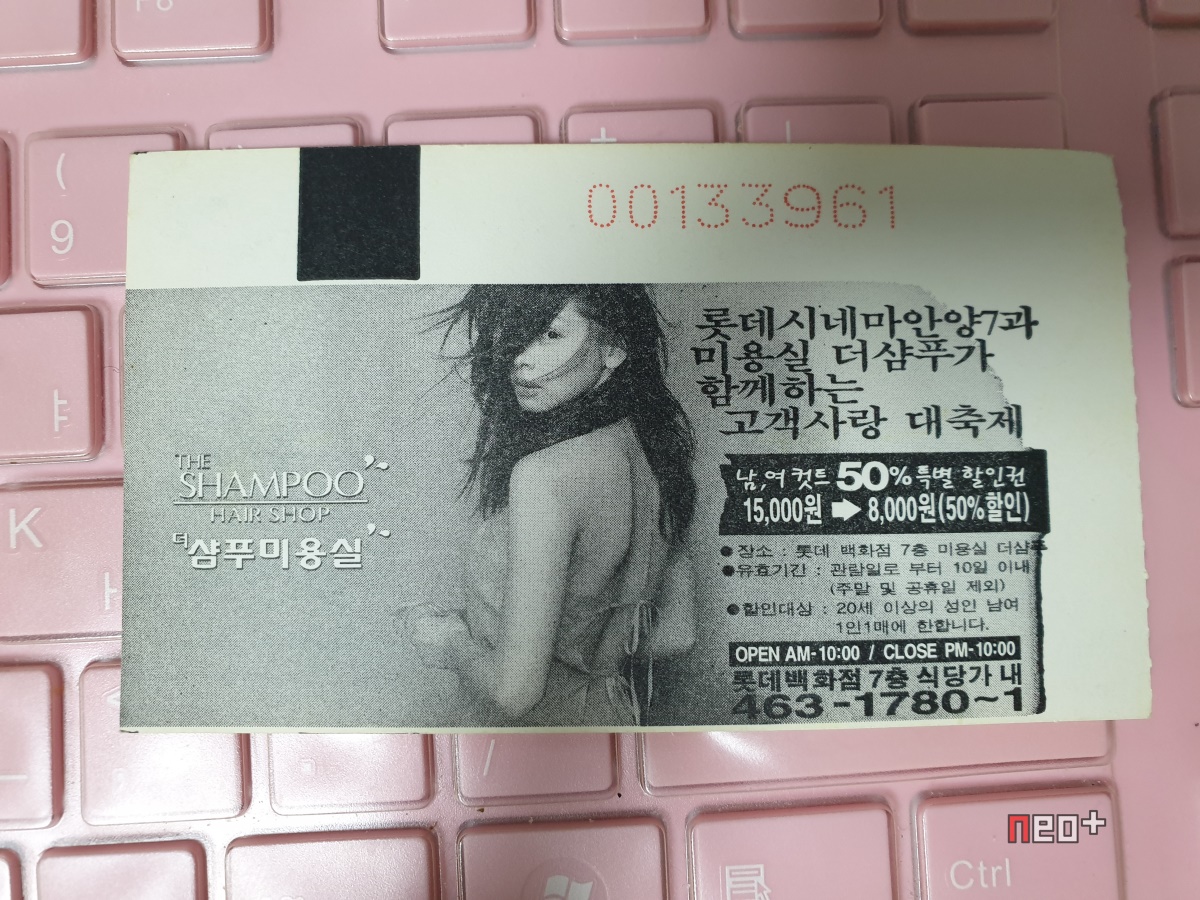 F8
(
9
K
00133961
롯데시네마안양7과
미용실 더샴푸가
함께하는
고객사랑 대축제
THE
SHAMPOO
HAIR SHOP
더샴푸미용실
남,여 컷트 50% 특별 할인권
15,000원 ➡ 8,000원(50%할인)
●장소 : 롯데 백화점 7층 미용실 더샴푸
●유효기간 : 관람일로 부터 10일 이내
(주말 및 공휴일 제외)
●할인대상 : 20세 이상의 성인 남여
1인1매에 한합니다.
OPEN AM-10:00 / CLOSE PM-10:00
롯데백화점 7층 식당가 내
463-1780~1
ㅑ
ㅏ
/
Ctrl
neo+